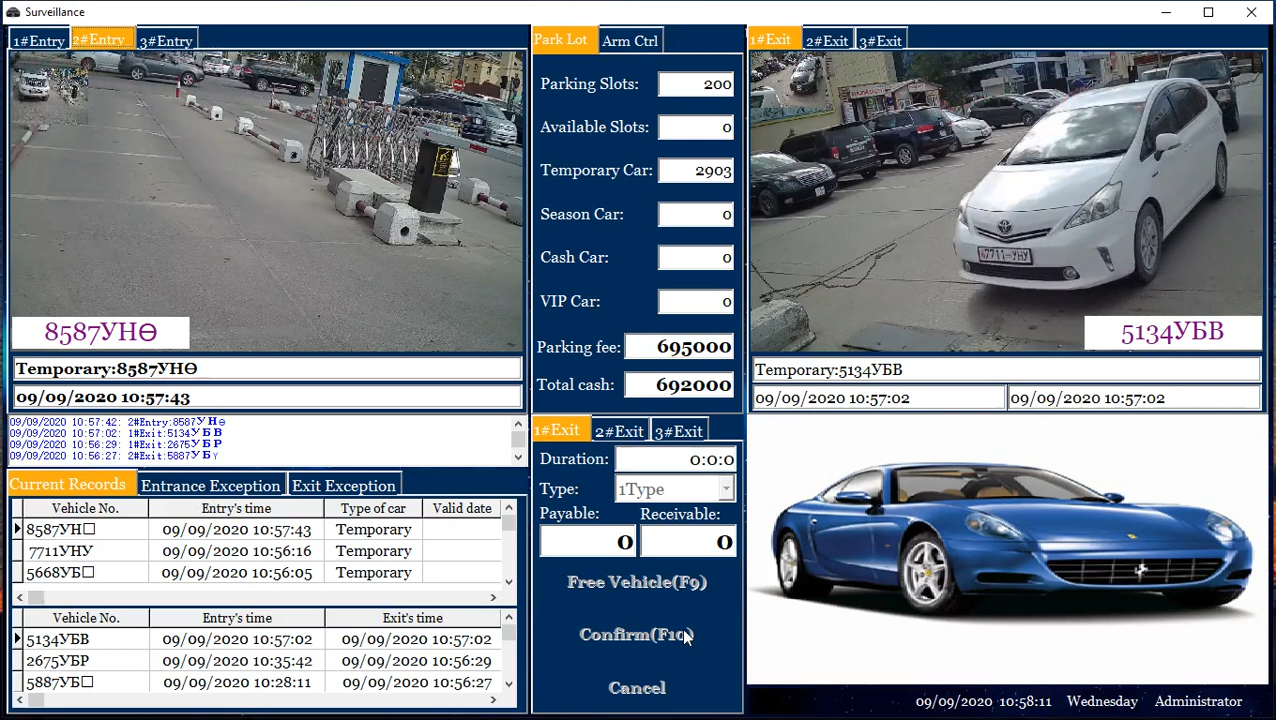 Surveillance
1#Entry 2#Entry 3#Entry
8587УНӨ
Temporary:8587УНӨ
09/09/2020 10:57:43
09/09/2020 10:57:42: 2#Entry:8587УНӨ
09/09/2020 10:57:02: 1#Exit:5134УБВ
09/09/2020 10:56:29: 1#Exit:2675УБР
09/09/2020 10:56:27: 2#Exit:5887УБҮ
Current Records Entrance Exception Exit Exception
Vehicle No. Entry's time Type of car Valid date
8587УН□ 09/09/2020 10:57:43 Temporary
7711УНУ 09/09/2020 10:56:16 Temporary
5668УБ□ 09/09/2020 10:56:05 Temporary
Vehicle No. Entry's time Exit's time
5134УБВ 09/09/2020 10:57:02 09/09/2020 10:57:02
2675УБР 09/09/2020 10:35:42 09/09/2020 10:56:29
5887УБ□ 09/09/2020 10:28:11 09/09/2020 10:56:27
Park Lot Arm Ctrl
Parking Slots: 200
Available Slots: 0
Temporary Car: 2903
Season Car: 0
Cash Car: 0
VIP Car: 0
Parking fee: 695000
Total cash: 692000
1#Exit 2#Exit 3#Exit
Duration: 0:0:0
Type: 1Type
Payable: Receivable:
0 0
Free Vehicle(F9)
Confirm(F10)
Cancel
1#Exit 2#Exit 3#Exit
7711-УНУ
5134УБВ
Temporary:5134УБВ
09/09/2020 10:57:02 09/09/2020 10:57:02
09/09/2020 10:58:11 Wednesday Administrator